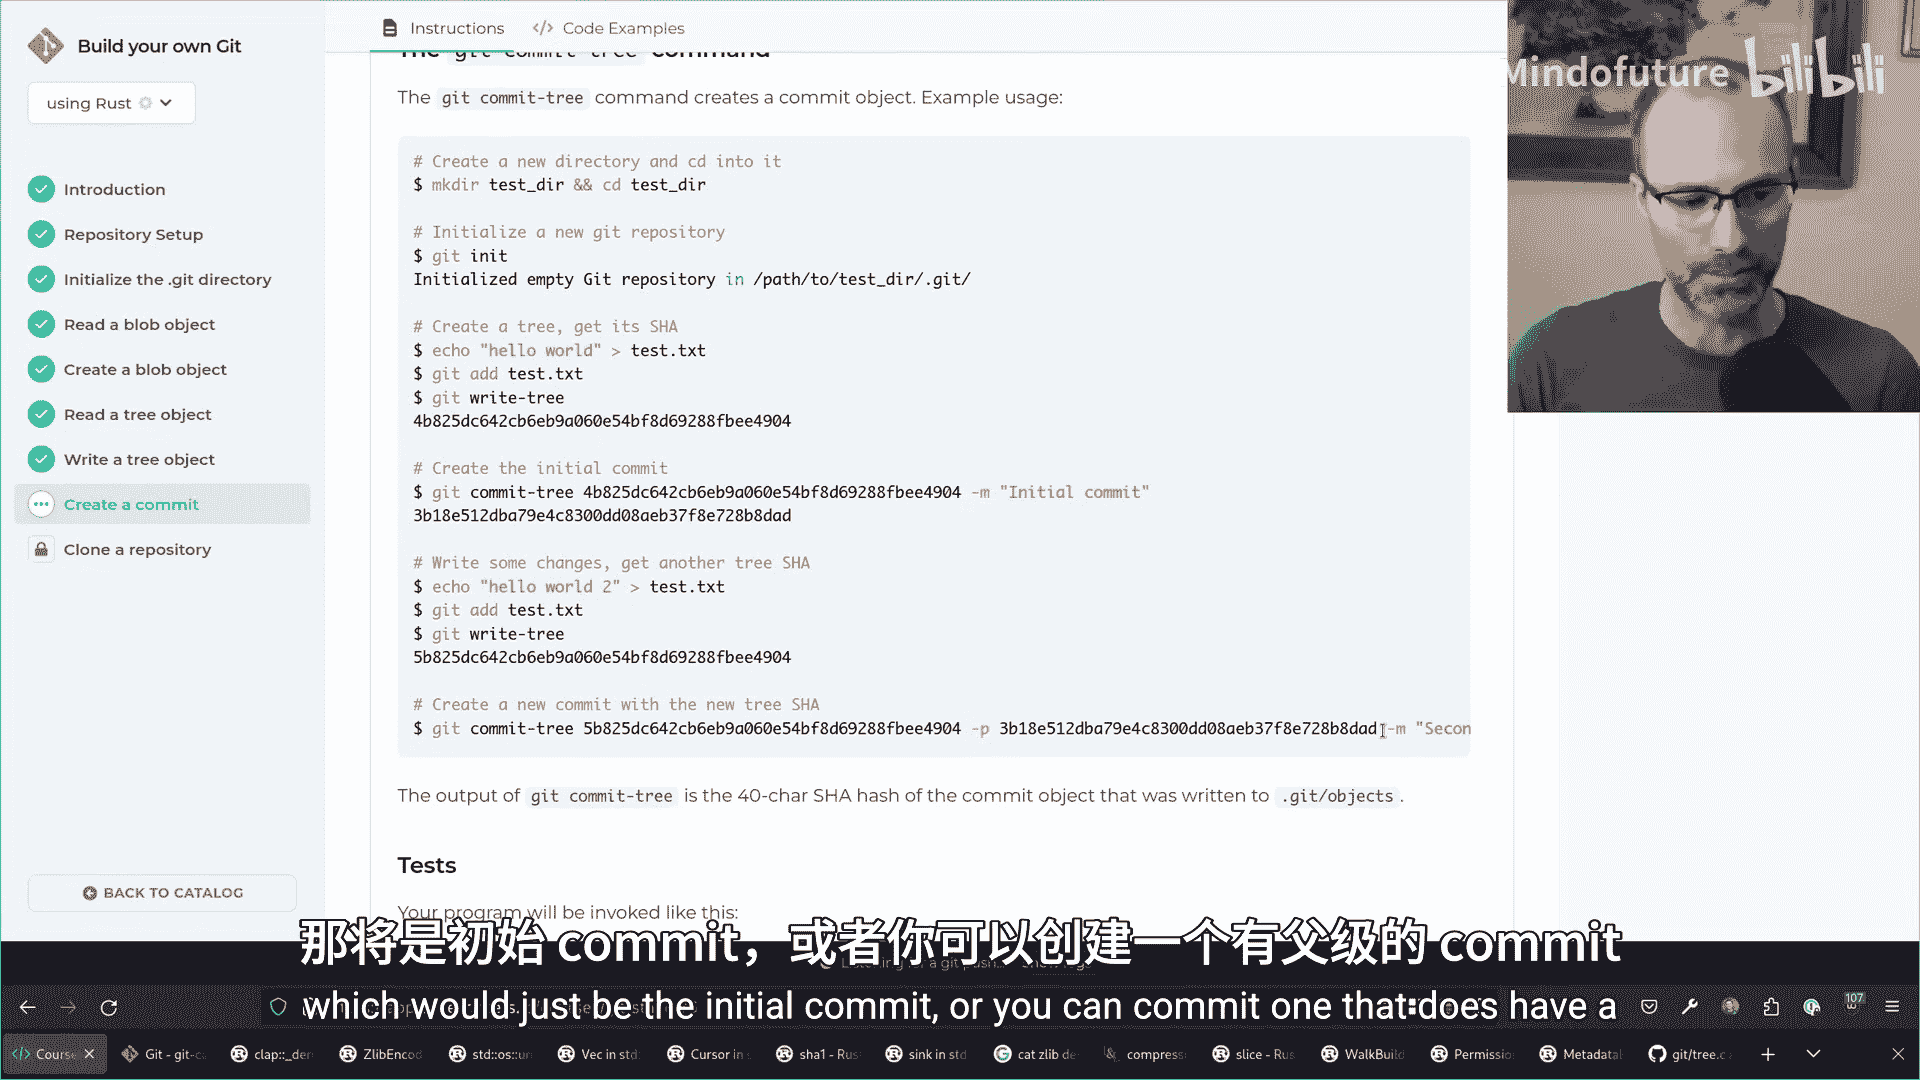 Build your own Git
using Rust
Introduction
Repository Setup
Initialize the .git directory
Read a blob object
Create a blob object
Read a tree object
Write a tree object
Create a commit
Clone a repository
BACK TO CATALOG
Instructions
Code Examples
The git commit-tree command
The git commit-tree command creates a commit object. Example usage:
# Create a new directory and cd into it
$ mkdir test_dir && cd test_dir
# Initialize a new git repository
$ git init
Initialized empty Git repository in /path/to/test_dir/.git/
# Create a tree, get its SHA
$ echo "hello world" > test.txt
$ git add test.txt
$ git write-tree
4b825dc642cb6eb9a060e54bf8d69288fbee4904
# Create the initial commit
$ git commit-tree 4b825dc642cb6eb9a060e54bf8d69288fbee4904 -m "Initial commit"
3b18e512dba79e4c8300dd08aeb37f8e728b8dad
# Write some changes, get another tree SHA
$ echo "hello world 2" > test.txt
$ git add test.txt
$ git write-tree
5b825dc642cb6eb9a060e54bf8d69288fbee4904
# Create a new commit with the new tree SHA
$ git commit-tree 5b825dc642cb6eb9a060e54bf8d69288fbee4904 -p 3b18e512dba79e4c8300dd08aeb37f8e728b8dad -m "Secon
The output of git commit-tree is the 40-char SHA hash of the commit object that was written to .git/objects.
Tests
Your program will be invoked like this:
Mindofuture bilibili
那将是初始 commit，或者你可以创建一个有父级的 commit
which would just be the initial commit, or you can commit one that does have a
107
Course
Git - git-c
clap::_der
ZlibEncod
std::os::un
Vec in std
Cursor in
sha1 - Rus
sink in std
cat zlib de
compress
slice - Rus
WalkBuild
Permissio
Metadata
git/tree.c